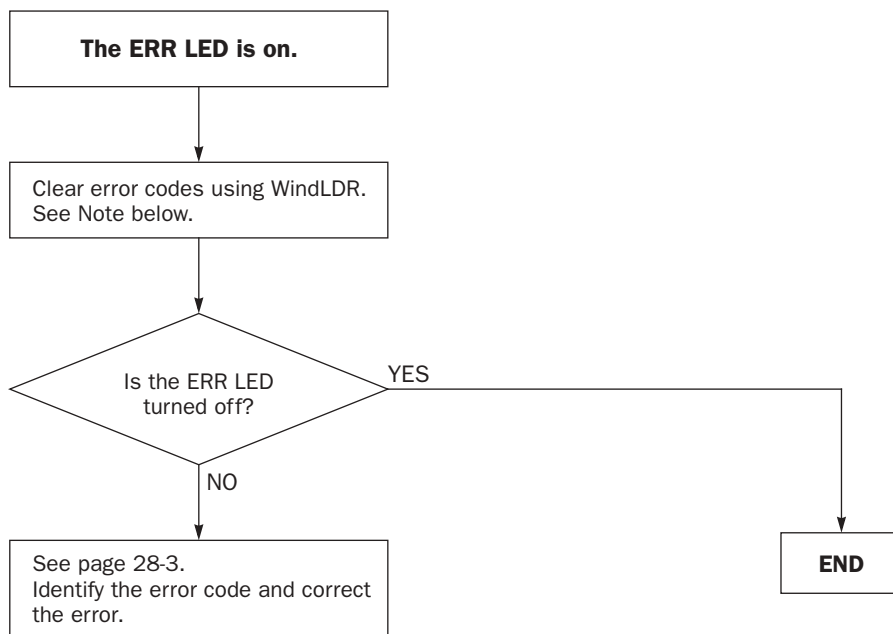 The ERR LED is on.
Clear error codes using WindLDR.
See Note below.
Is the ERR LED
turned off?
YES
NO
See page 28-3.
Identify the error code and correct
the error.
END